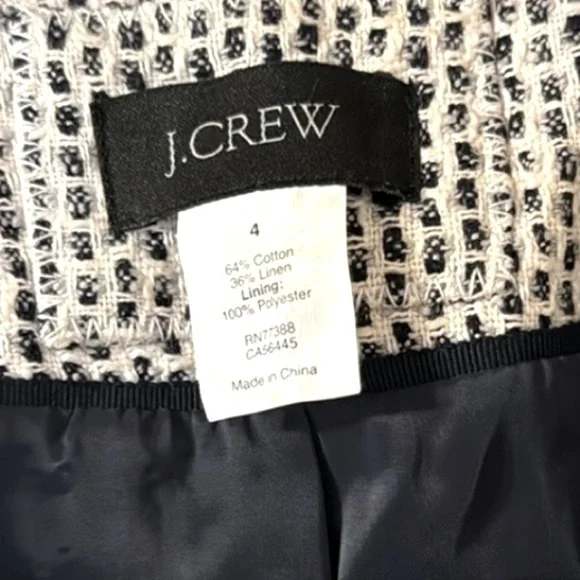 J.CREW
4
64% Cotton
36% Linen
Lining:
100% Polyester
RN77388
CA56445
Made in China